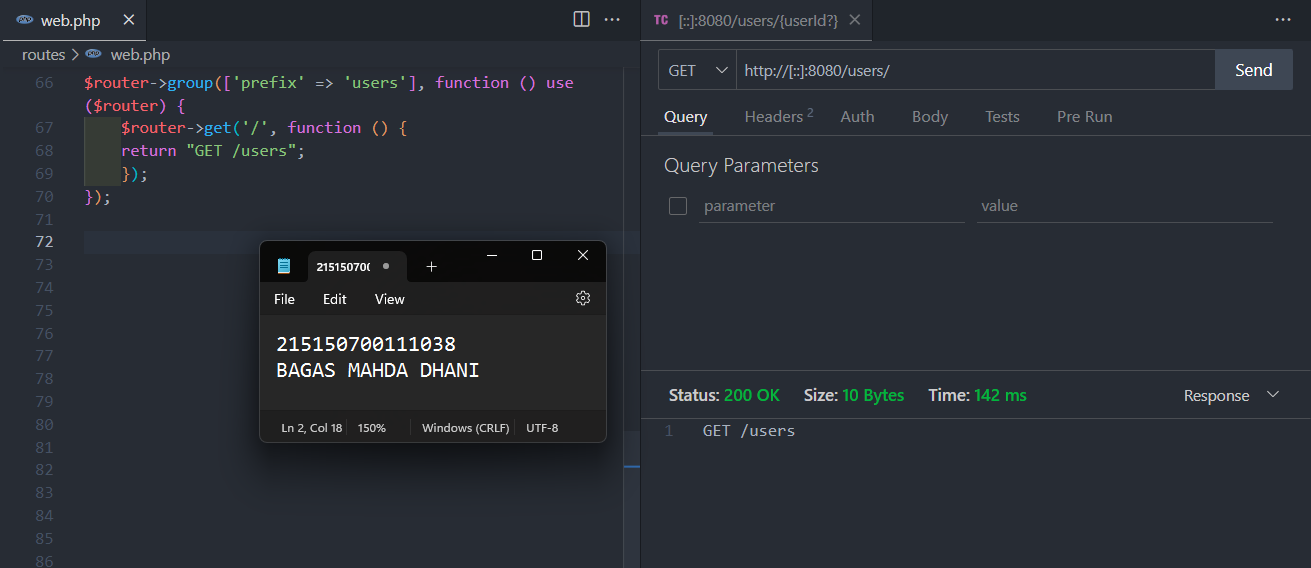 web.php
routes > web.php
66 $router->group(['prefix' => 'users'], function () use
($router) {
67 $router->get('/', function () {
68 return "GET /users";
69 });
70 });
71
72
73
74
75
76
77
78
79
80
81
82
83
84
85
86
215150700
File Edit View
215150700111038
BAGAS MAHDA DHANI
Ln 2, Col 18 150% Windows (CRLF) UTF-8
TC [::]:8080/users/{userId?}
GET http://[::]:8080/users/ Send
Query Headers 2 Auth Body Tests Pre Run
Query Parameters
parameter value
Status: 200 OK Size: 10 Bytes Time: 142 ms Response
1 GET /users